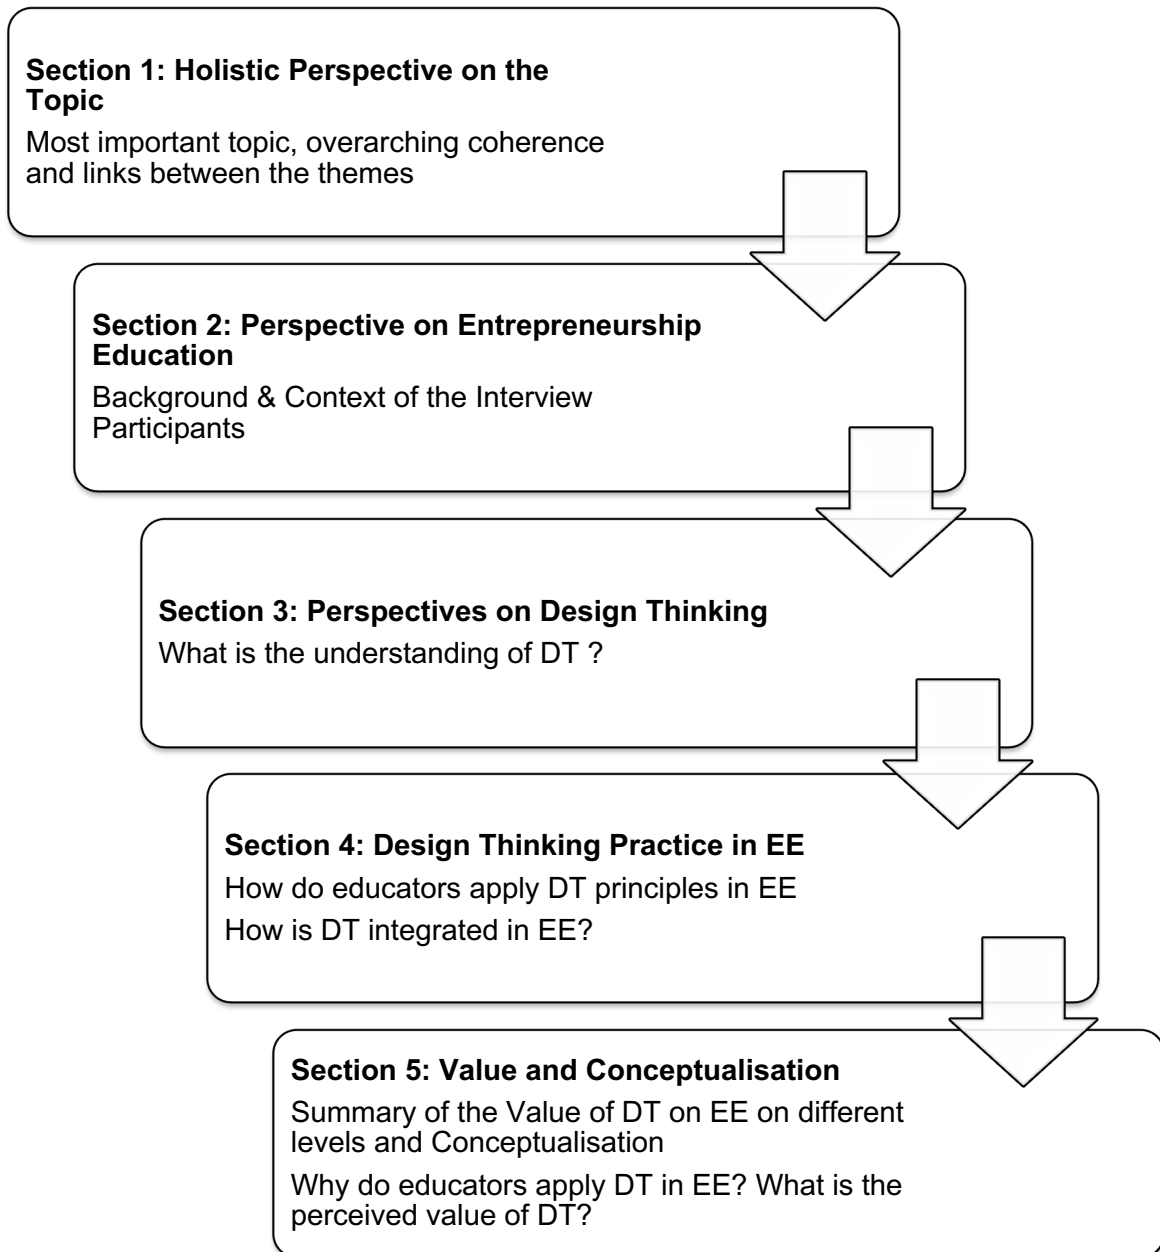 Section 1: Holistic Perspective on the
Topic
Most important topic, overarching coherence
and links between the themes
Section 2: Perspective on Entrepreneurship
Education
Background & Context of the Interview
Participants
Section 3: Perspectives on Design Thinking
What is the understanding of DT ?
Section 4: Design Thinking Practice in EE
How do educators apply DT principles in EE
How is DT integrated in EE?
Section 5: Value and Conceptualisation
Summary of the Value of DT on EE on different
levels and Conceptualisation
Why do educators apply DT in EE? What is the
perceived value of DT?